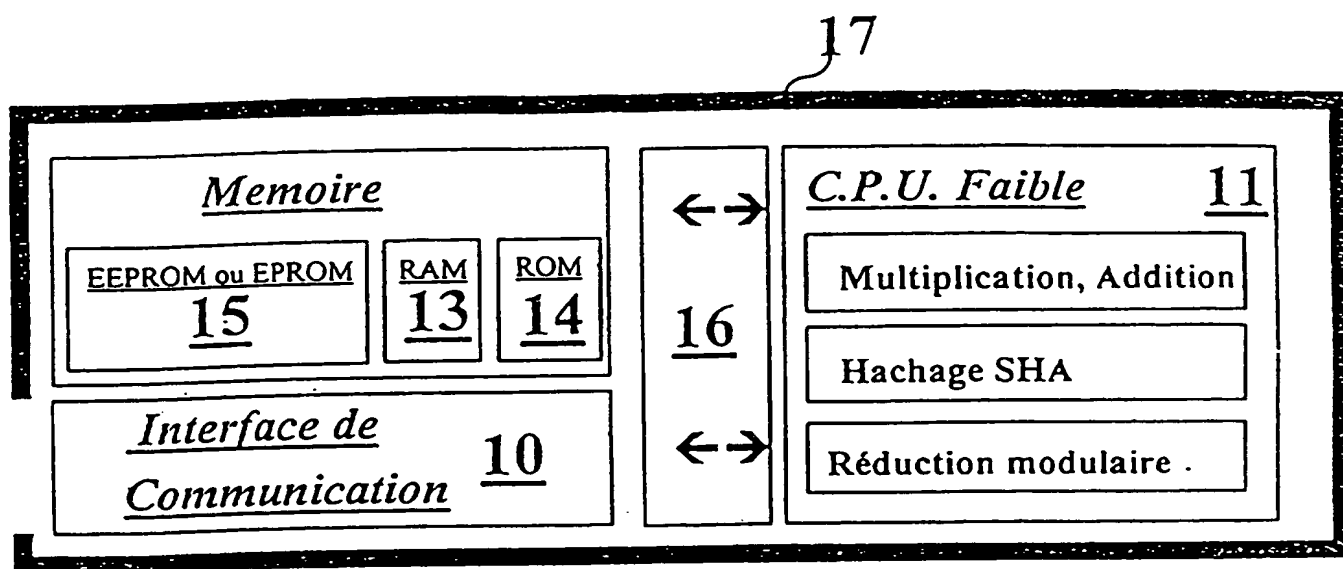 17
Memoire
EEPROM ou EPROM
15
RAM
13
ROM
14
Interface de
Communication
10
16
C.P.U. Faible
11
Multiplication, Addition
Hachage SHA
Réduction modulaire .